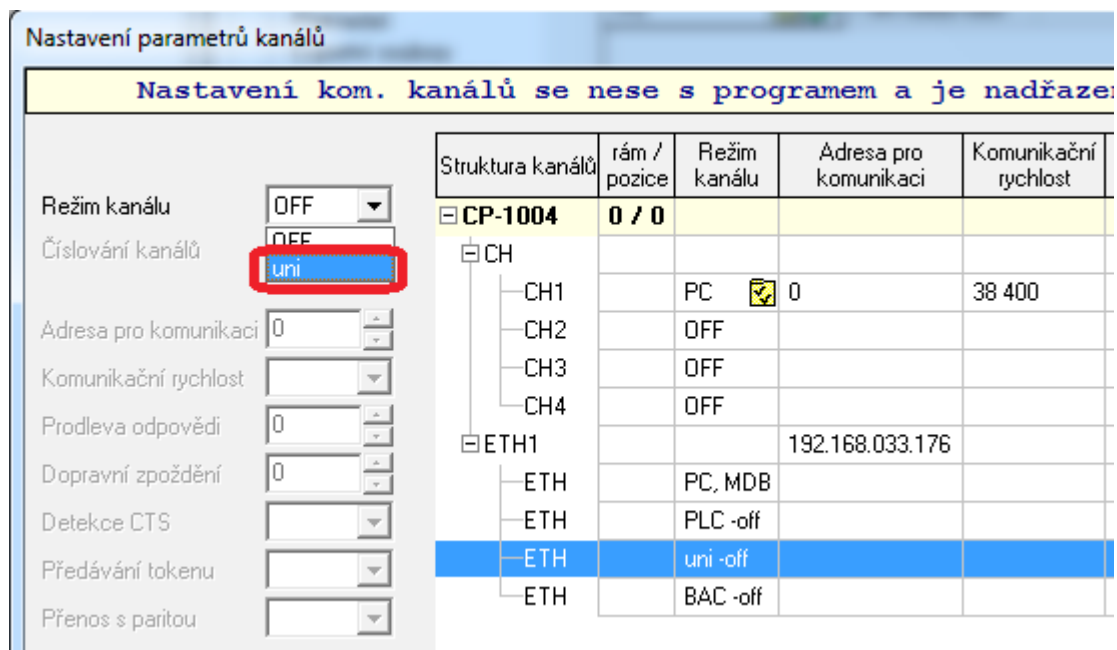 Nastavení parametrů kanálů
Nastavení kom. kanálů se nese s programem a je nadřaze
Struktura kanálů rám / pozice Režim kanálu Adresa pro komunikaci Komunikační rychlost
Režim kanálu OFF
OFF
uni
Číslování kanálů
Adresa pro komunikaci 0
Komunikační rychlost
Prodleva odpovědi 0
Dopravní zpoždění 0
Detekce CTS
Předávání tokenu
Přenos s paritou
CP-1004 0 / 0
CH
CH1 PC 0 38 400
CH2 OFF
CH3 OFF
CH4 OFF
ETH1 192.168.033.176
ETH PC, MDB
ETH PLC -off
ETH uni -off
ETH BAC -off